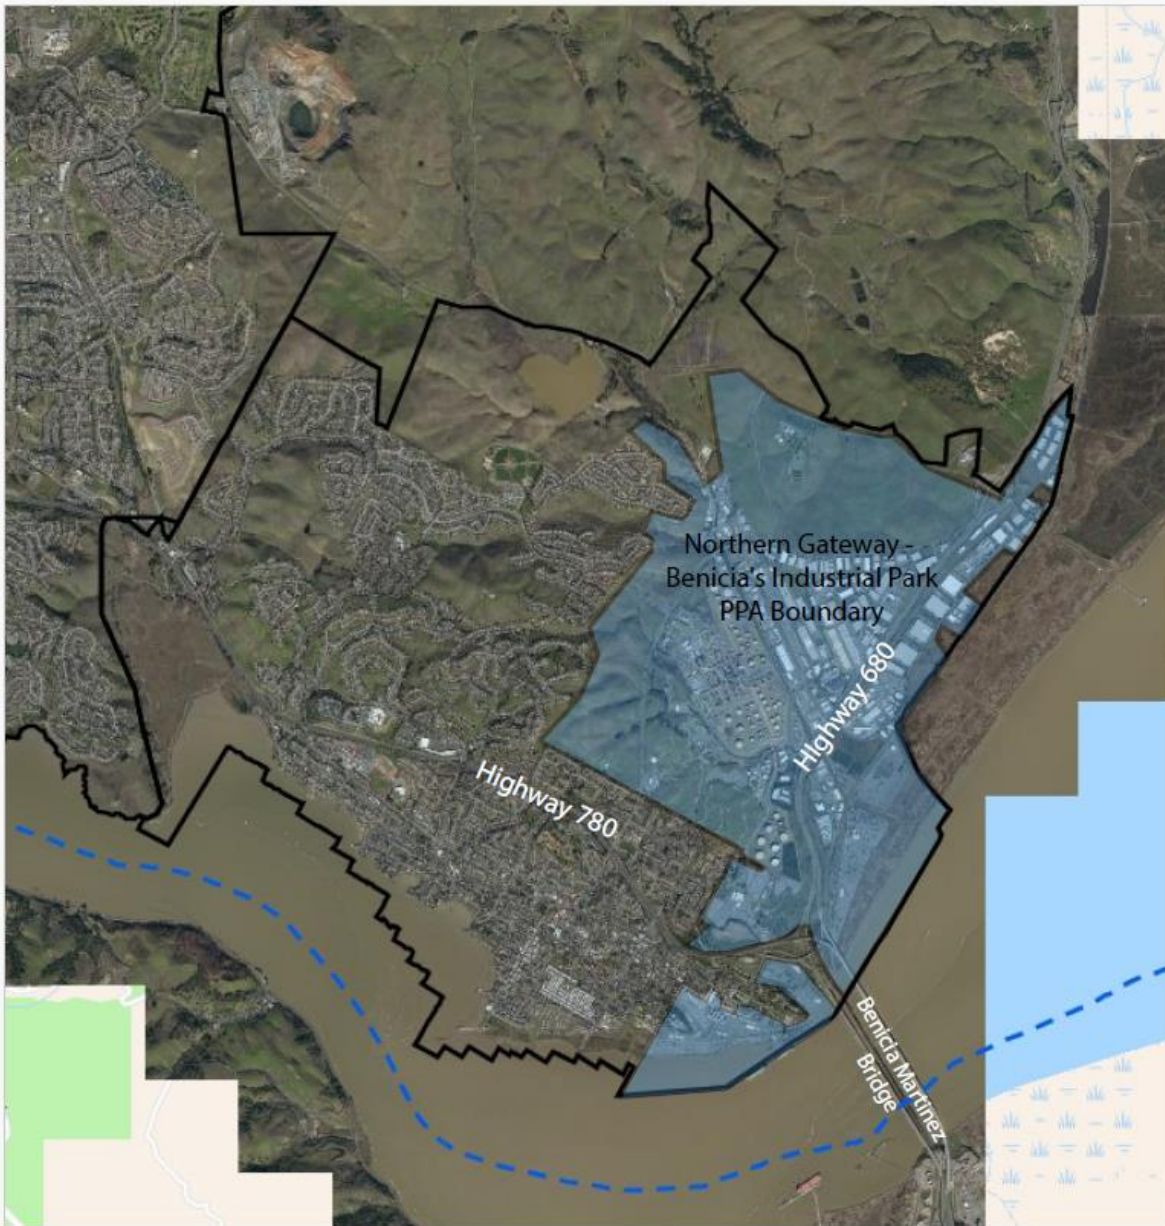 Northern Gateway -
Benicia's Industrial Park
PPA Boundary
HIghway 680
Highway 780
Benicia Martinez
Bridge